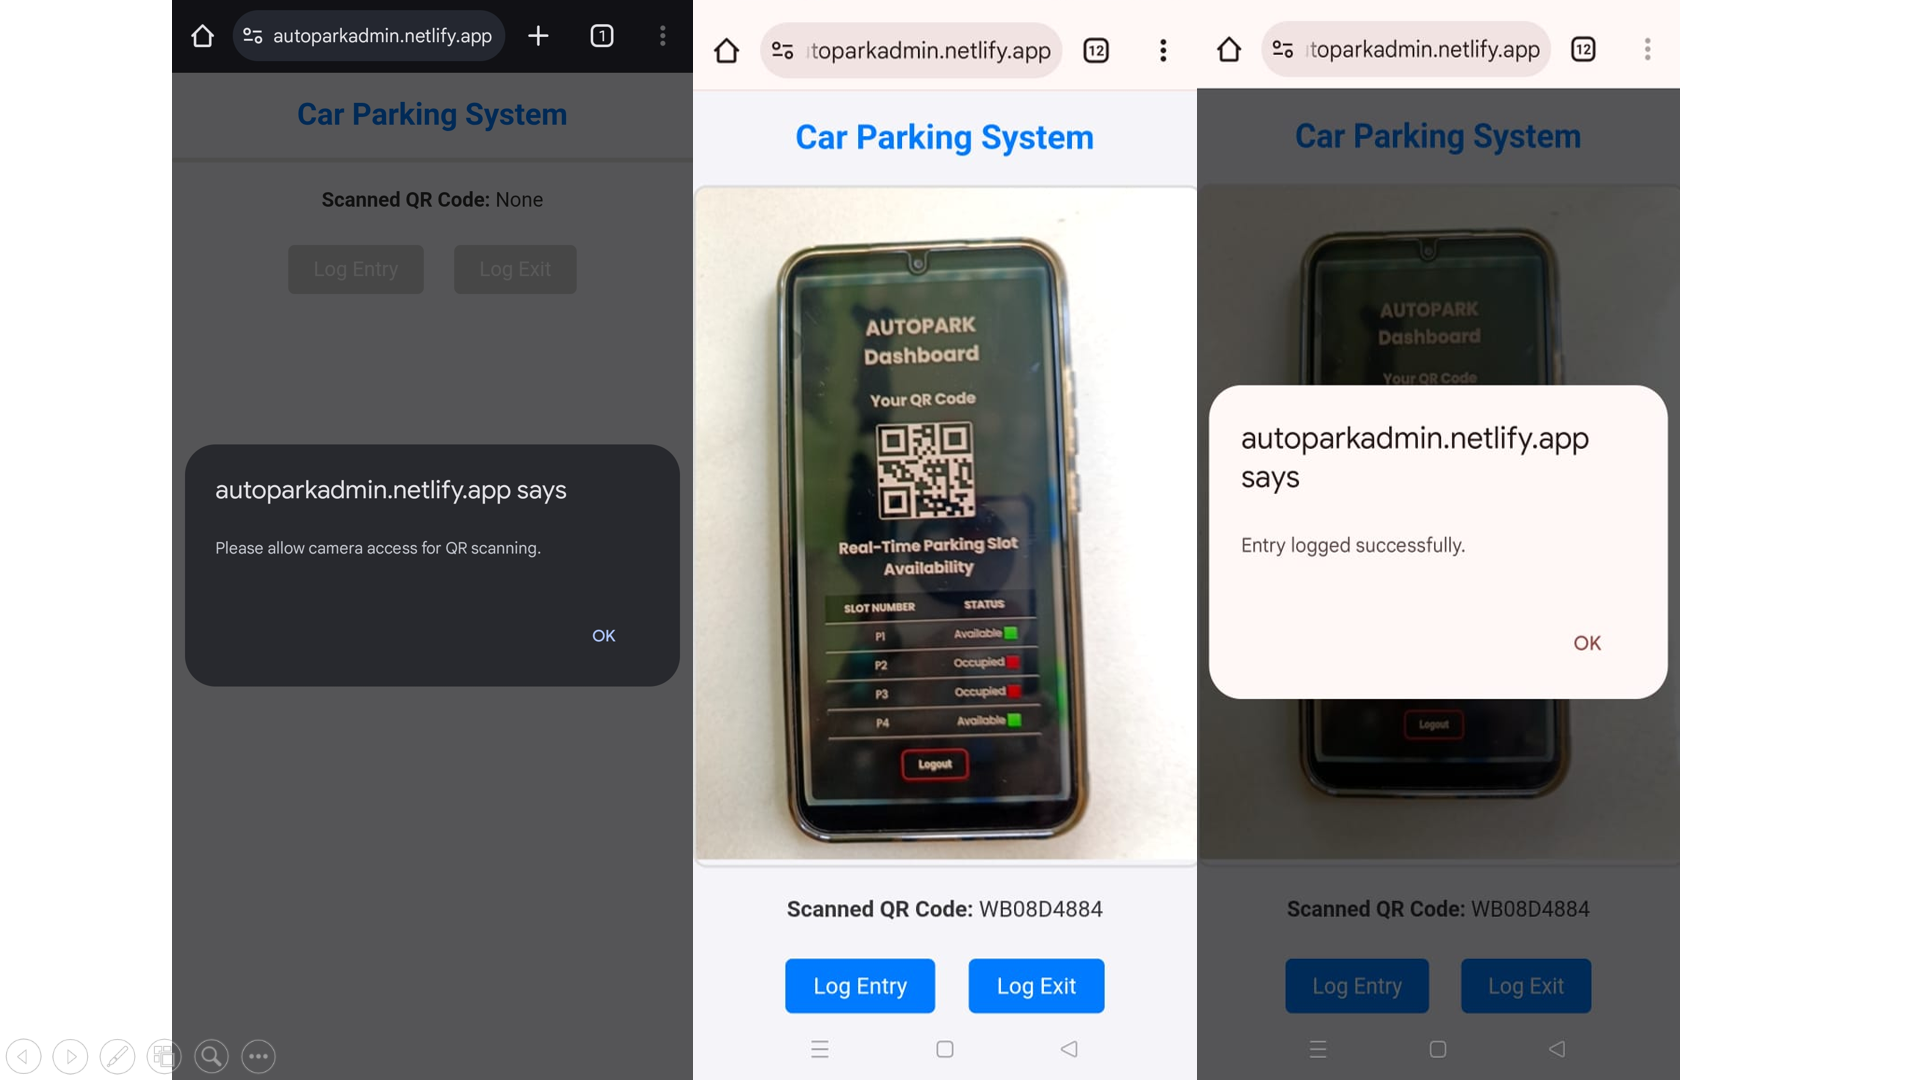 autoparkadmin.netlify.app
1
Car Parking System
Scanned QR Code: None
Log Entry
Log Exit
autoparkadmin.netlify.app says
Please allow camera access for QR scanning.
OK
toparkadmin.netlify.app
12
Car Parking System
AUTOPARK
Dashboard
Your QR Code
Real-Time Parking Slot
Availability
SLOT NUMBER STATUS
P1 Available
P2 Occupied
P3 Occupied
P4 Available
Logout
Scanned QR Code: WB08D4884
Log Entry
Log Exit
toparkadmin.netlify.app
12
Car Parking System
AUTOPARK
Dashboard
Your QR Code
autoparkadmin.netlify.app
says
Entry logged successfully.
OK
Logout
Scanned QR Code: WB08D4884
Log Entry
Log Exit